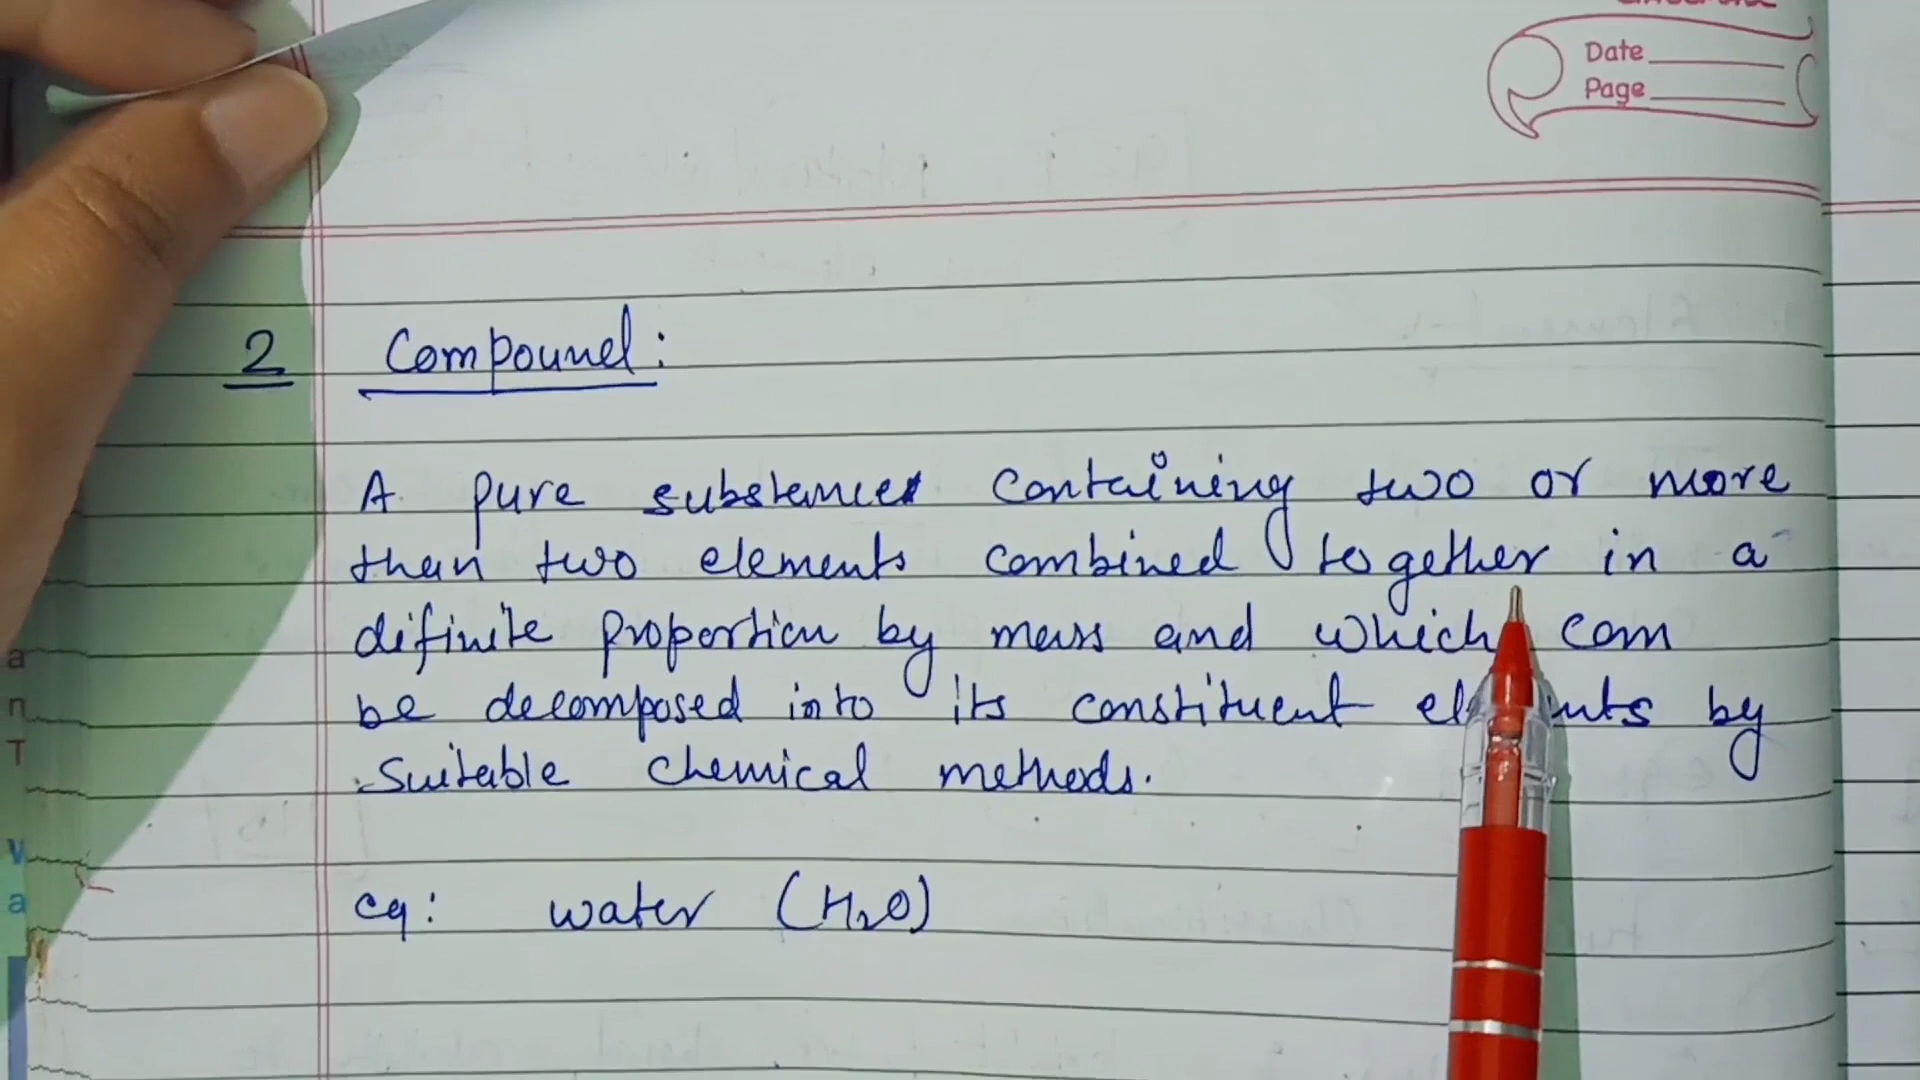 Date
Page
2 Compound:
A pure substance containing two or more
than two elements combined together in a
difinite proportion by mass and which can
be decomposed into its constituent elements by
suitable chemical methods.
eg: water (H₂O)